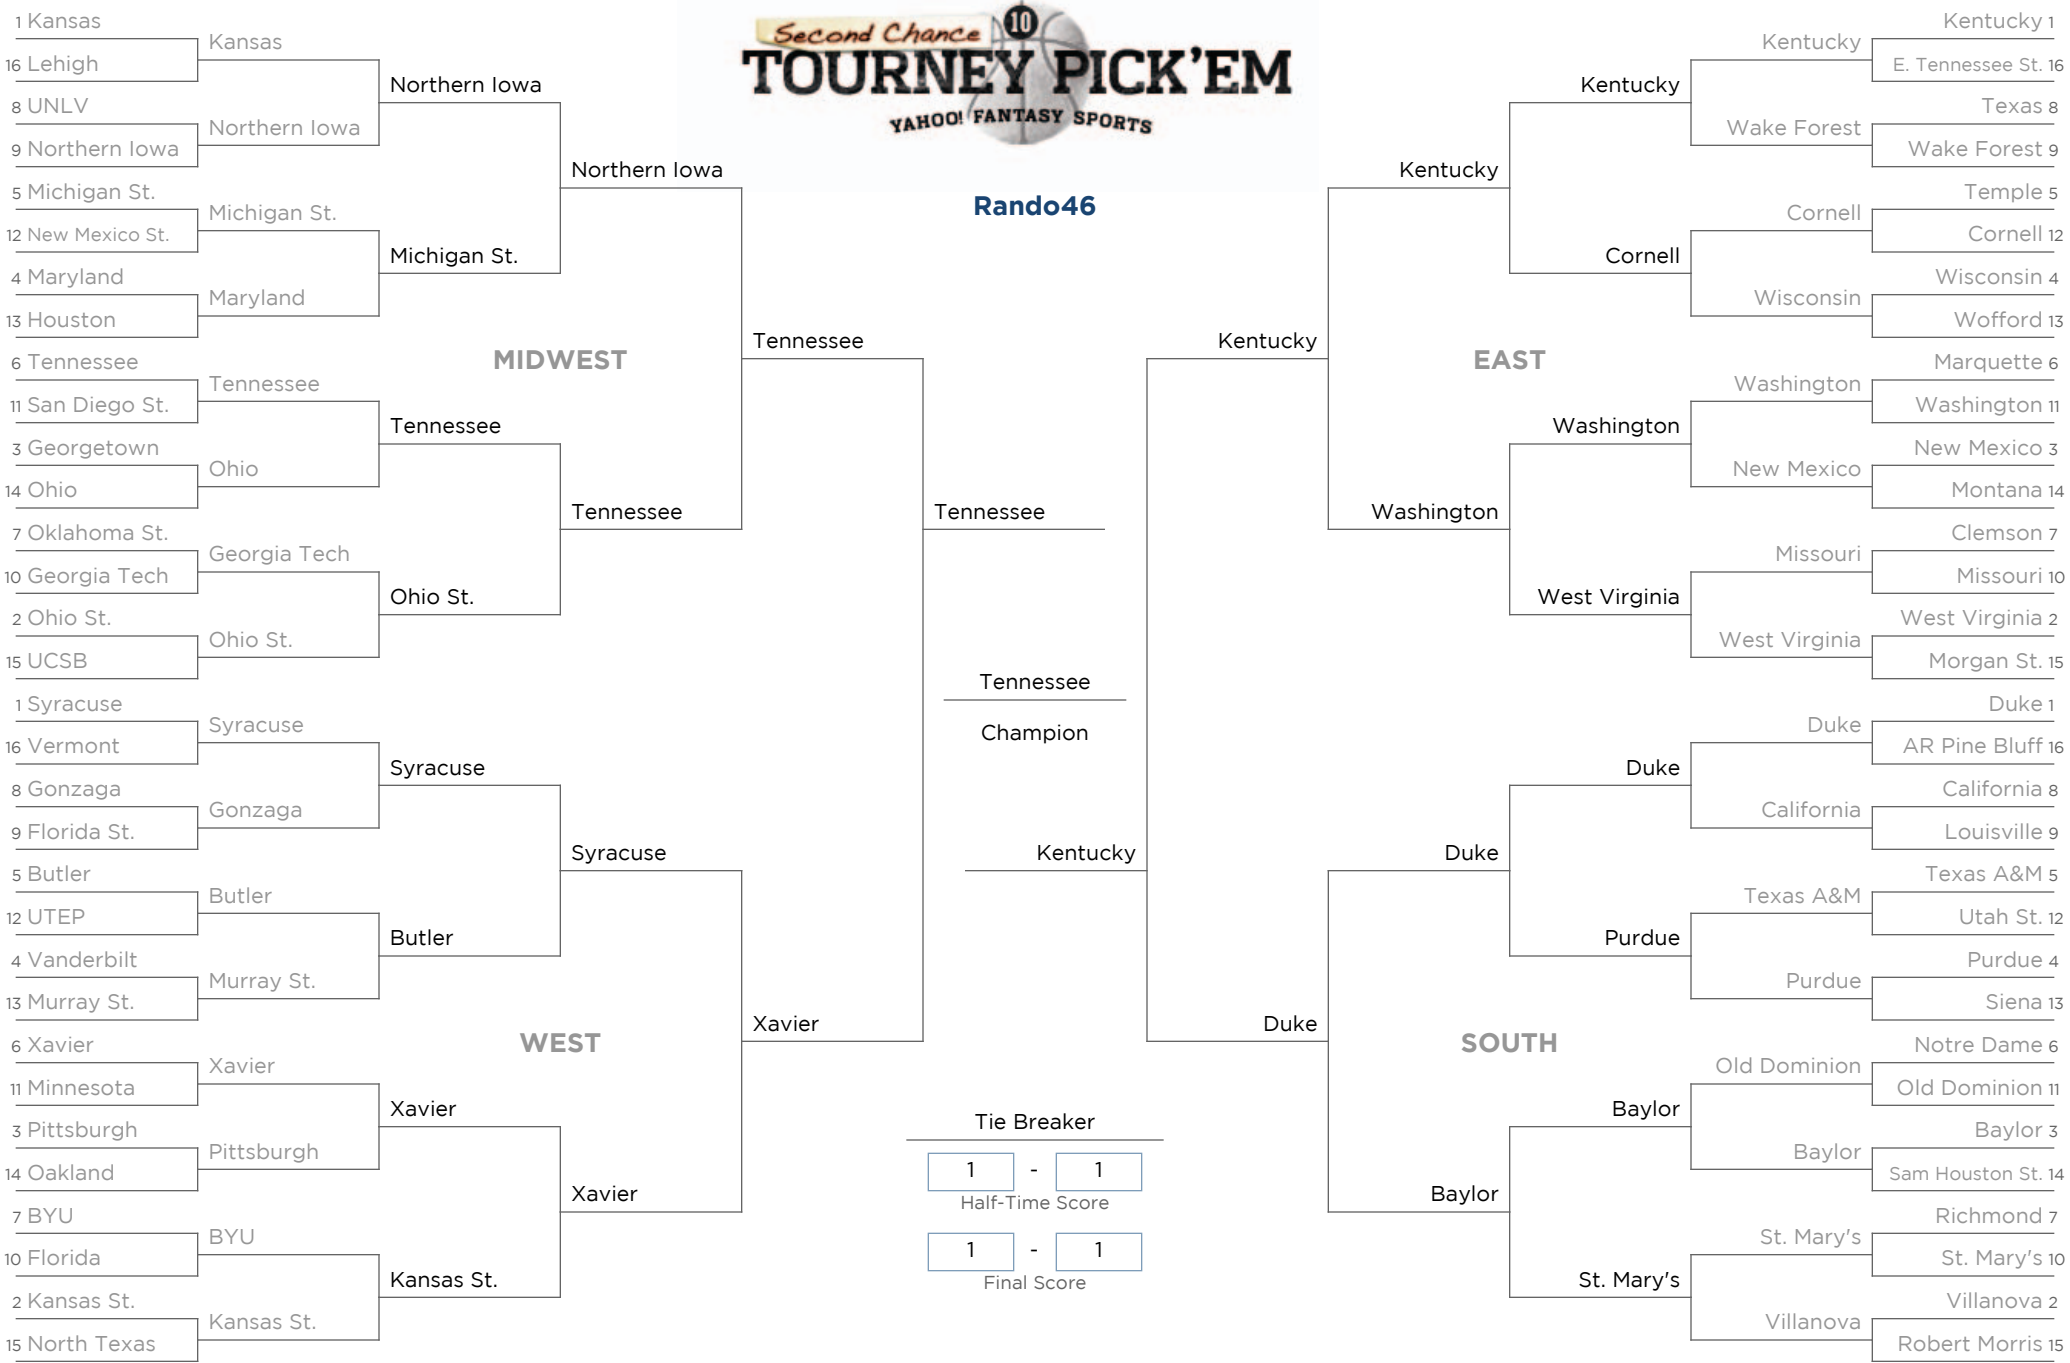 Second Chance 10
TOURNEY PICK'EM
YAHOO! FANTASY SPORTS
Rando46
1 Kansas
16 Lehigh
8 UNLV
9 Northern Iowa
5 Michigan St.
12 New Mexico St.
4 Maryland
13 Houston
6 Tennessee
11 San Diego St.
3 Georgetown
14 Ohio
7 Oklahoma St.
10 Georgia Tech
2 Ohio St.
15 UCSB
Kansas
Northern Iowa
Michigan St.
Maryland
Tennessee
Ohio
Georgia Tech
Ohio St.
Northern Iowa
Michigan St.
Tennessee
Ohio St.
Northern Iowa
Tennessee
MIDWEST
Tennessee
1 Syracuse
16 Vermont
8 Gonzaga
9 Florida St.
5 Butler
12 UTEP
4 Vanderbilt
13 Murray St.
6 Xavier
11 Minnesota
3 Pittsburgh
14 Oakland
7 BYU
10 Florida
2 Kansas St.
15 North Texas
Syracuse
Gonzaga
Butler
Murray St.
Xavier
Pittsburgh
BYU
Kansas St.
Syracuse
Butler
Xavier
Kansas St.
Syracuse
Xavier
WEST
Xavier
Tennessee
Tennessee
Champion
Kentucky
Tie Breaker
1 - 1
Half-Time Score
1 - 1
Final Score
Kentucky
EAST
Kentucky
Washington
Kentucky
Cornell
Washington
West Virginia
Kentucky
Wake Forest
Cornell
Wisconsin
Washington
New Mexico
Missouri
West Virginia
Kentucky 1
E. Tennessee St. 16
Texas 8
Wake Forest 9
Temple 5
Cornell 12
Wisconsin 4
Wofford 13
Marquette 6
Washington 11
New Mexico 3
Montana 14
Clemson 7
Missouri 10
West Virginia 2
Morgan St. 15
Duke
SOUTH
Duke
Baylor
Duke
Purdue
Baylor
St. Mary's
Duke
California
Texas A&M
Purdue
Old Dominion
Baylor
St. Mary's
Villanova
Duke 1
AR Pine Bluff 16
California 8
Louisville 9
Texas A&M 5
Utah St. 12
Purdue 4
Siena 13
Notre Dame 6
Old Dominion 11
Baylor 3
Sam Houston St. 14
Richmond 7
St. Mary's 10
Villanova 2
Robert Morris 15